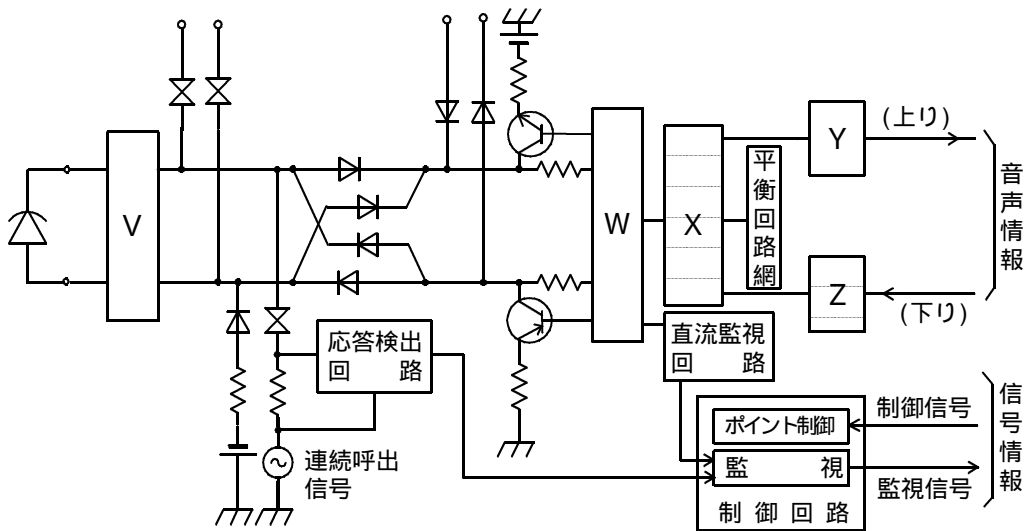 V
W
X
Y
Z
平衡回路網
(上り)
(下り)
音声情報
応答検出
回 路
直流監視
回 路
連続呼出
信号
ポイント制御
監 視
制 御 回 路
制御信号
監視信号
信号情報